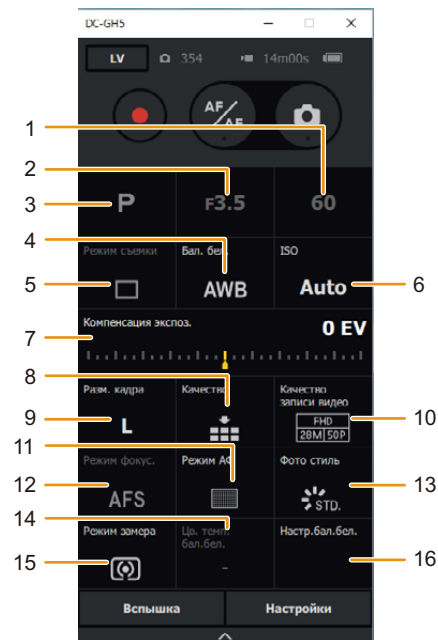 DC-GH5
LV 354 14m00s
AF/AF
1
2
3 P F3.5 60
4
Режим съемки Бал. бел. ISO
5 AWB Auto 6
7 Компенсация экспоз. 0 EV
8
Разм. кадра Качество Качество
записи видео
9 L FHD 10
20M 50P
11
Режим фокус. Режим АФ Фото стиль
12 AFS STD. 13
14
Режим замера Цв. темп. Настр.бал.бел.
бал.бел.
15 - 16
Вспышка Настройки